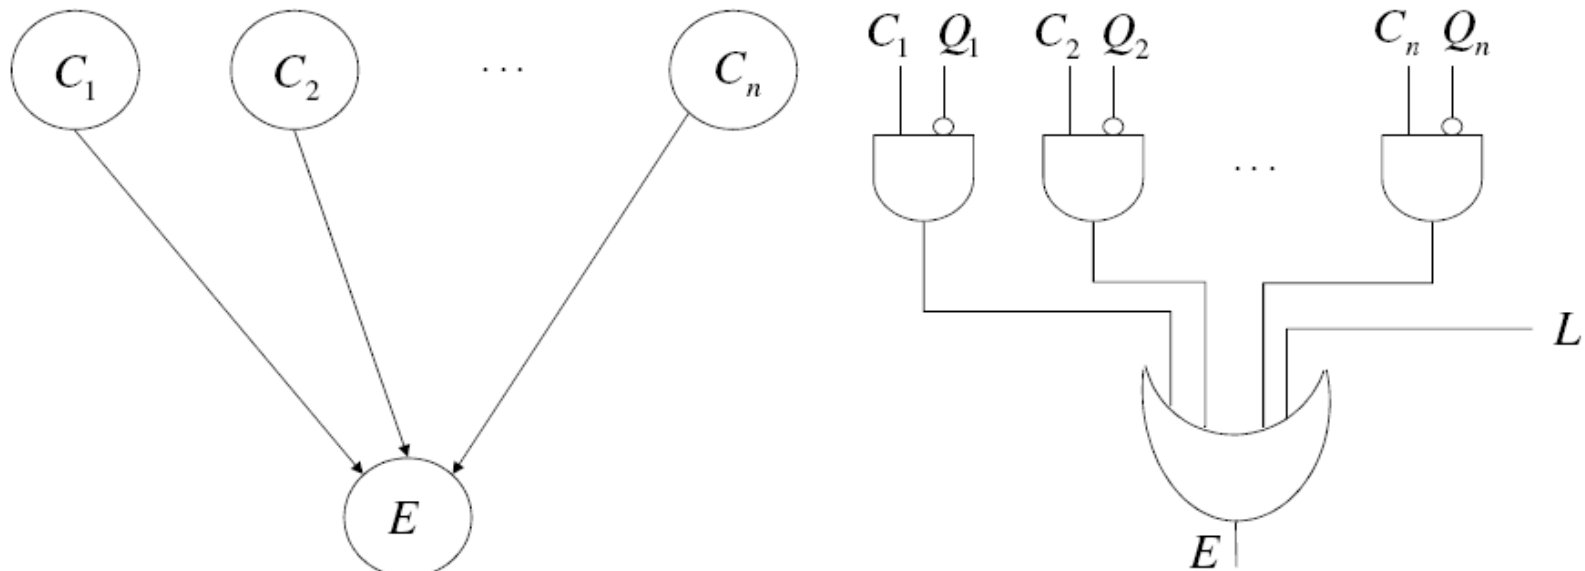 C₁ C₂ ... Cₙ
E
C₁ Q₁ C₂ Q₂ Cₙ Qₙ
...
L
E